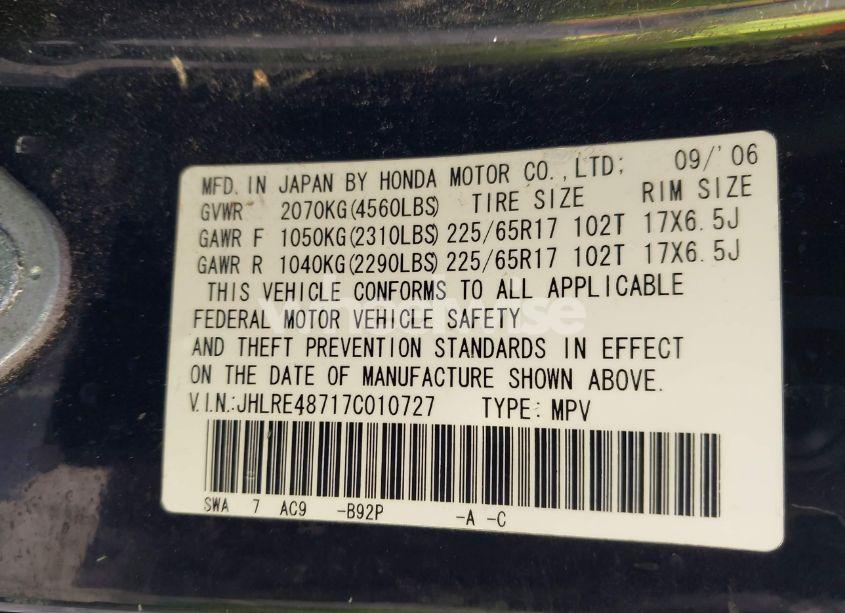 MFD. IN JAPAN BY HONDA MOTOR CO., LTD; 09/'06
GVWR 2070KG(4560LBS) TIRE SIZE RIM SIZE
GAWR F 1050KG(2310LBS) 225/65R17 102T 17X6.5J
GAWR R 1040KG(2290LBS) 225/65R17 102T 17X6.5J
THIS VEHICLE CONFORMS TO ALL APPLICABLE
FEDERAL MOTOR VEHICLE SAFETY
AND THEFT PREVENTION STANDARDS IN EFFECT
ON THE DATE OF MANUFACTURE SHOWN ABOVE.
V.I.N.:JHLRE48717C010727 TYPE: MPV
SWA 7 AC9 -B92P -A -C